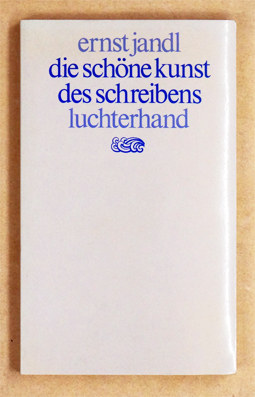 ernst jandl
die schöne kunst
des schreibens
luchterhand